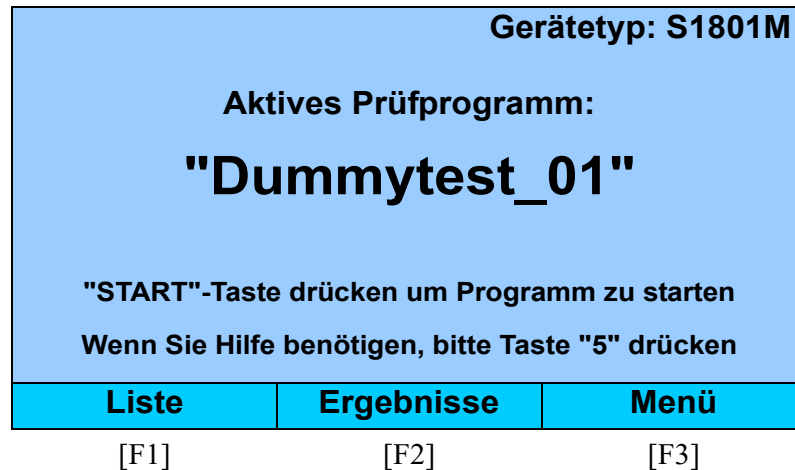 Gerätetyp: S1801M
Aktives Prüfprogramm:
"Dummytest_01"
"START"-Taste drücken um Programm zu starten
Wenn Sie Hilfe benötigen, bitte Taste "5" drücken
Liste Ergebnisse Menü
[F1] [F2] [F3]